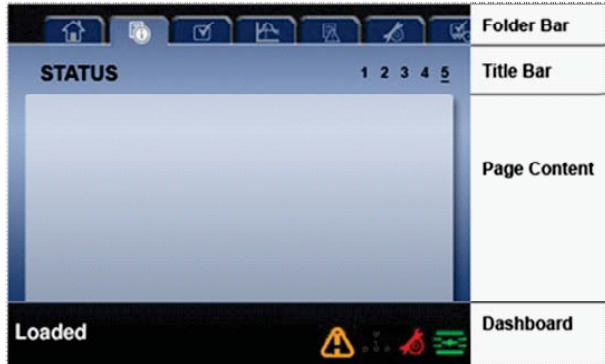 Folder Bar
STATUS 1 2 3 4 5 Title Bar
Page Content
Loaded Dashboard